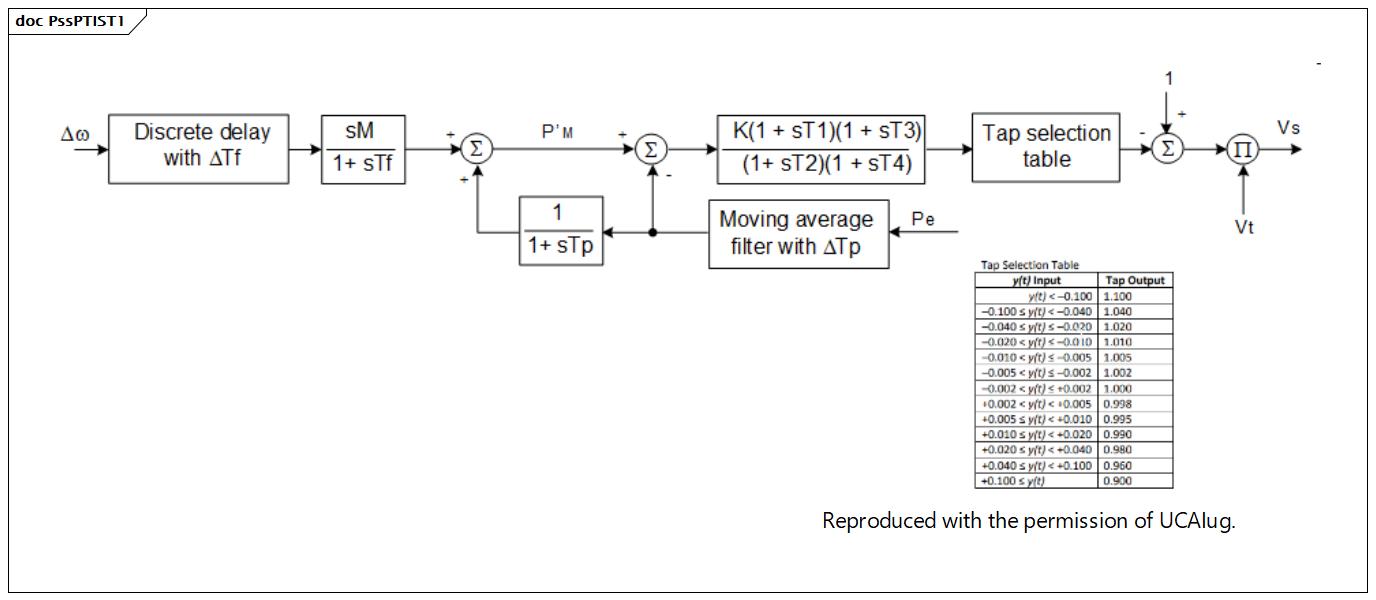 doc PssPTIST1
-
1
Δω
Discrete delay
with ΔTf
sM
1+ sTf
+
Σ
+
P'M
+
Σ
-
K(1 + sT1)(1 + sT3)
(1+ sT2)(1 + sT4)
Tap selection
table
-
+
Σ
Π
Vs
1
1+ sTp
Moving average
filter with ΔTp
Pe
Vt
Tap Selection Table
y(t) Input Tap Output
y(t) < −0.100 1.100
−0.100 ≤ y(t) < −0.040 1.040
−0.040 ≤ y(t) ≤ −0.020 1.020
−0.020 < y(t) ≤ −0.010 1.010
−0.010 < y(t) ≤ −0.005 1.005
−0.005 < y(t) ≤ −0.002 1.002
−0.002 < y(t) ≤ +0.002 1.000
+0.002 < y(t) < +0.005 0.998
+0.005 ≤ y(t) < +0.010 0.995
+0.010 ≤ y(t) < +0.020 0.990
+0.020 ≤ y(t) < +0.040 0.980
+0.040 ≤ y(t) < +0.100 0.960
+0.100 ≤ y(t) 0.900
Reproduced with the permission of UCAIug.